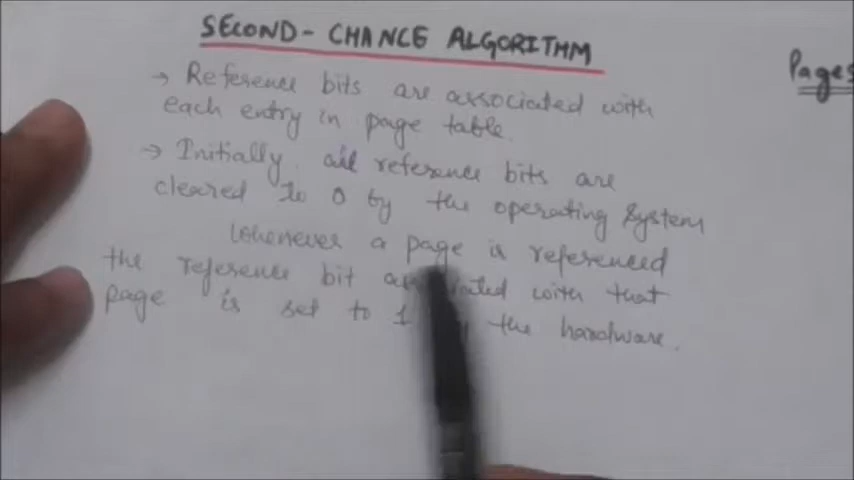 SECOND - CHANCE ALGORITHM
Pages
→ Reference bits are associated with
each entry in page table.
→ Initially all reference bits are
cleared to 0 by the operating system
Whenever a page is referenced
the reference bit with that
page is set to 1 the hardware.